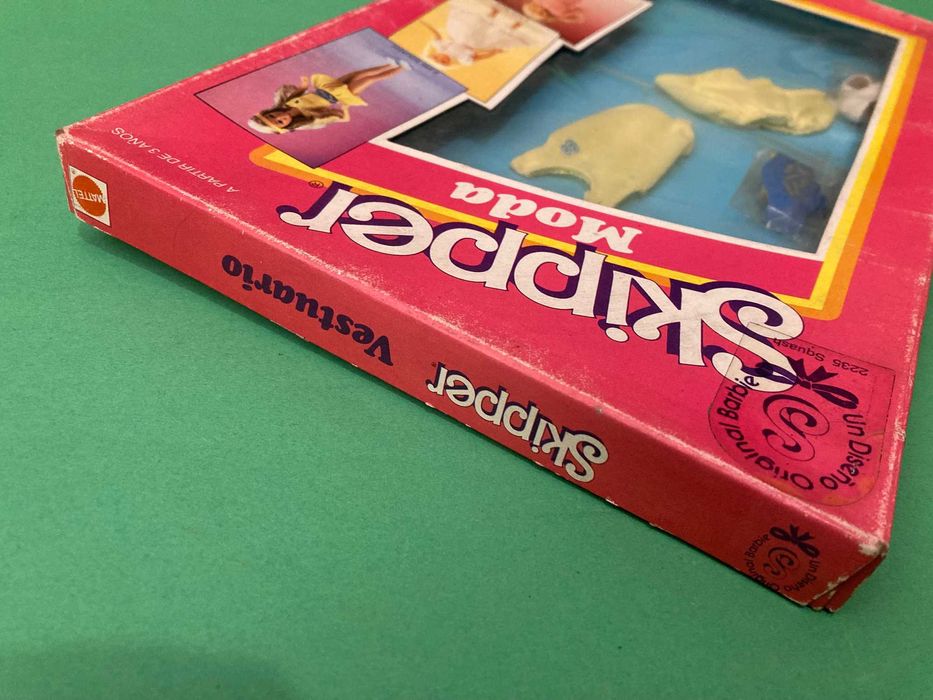 Skipper
Moda
2235 Squash
Un Diseño
Original Barbie
A PARTIR DE 3 ANOS
Skipper
Vestuario
MATTEL
Un Diseño
Original Barbie